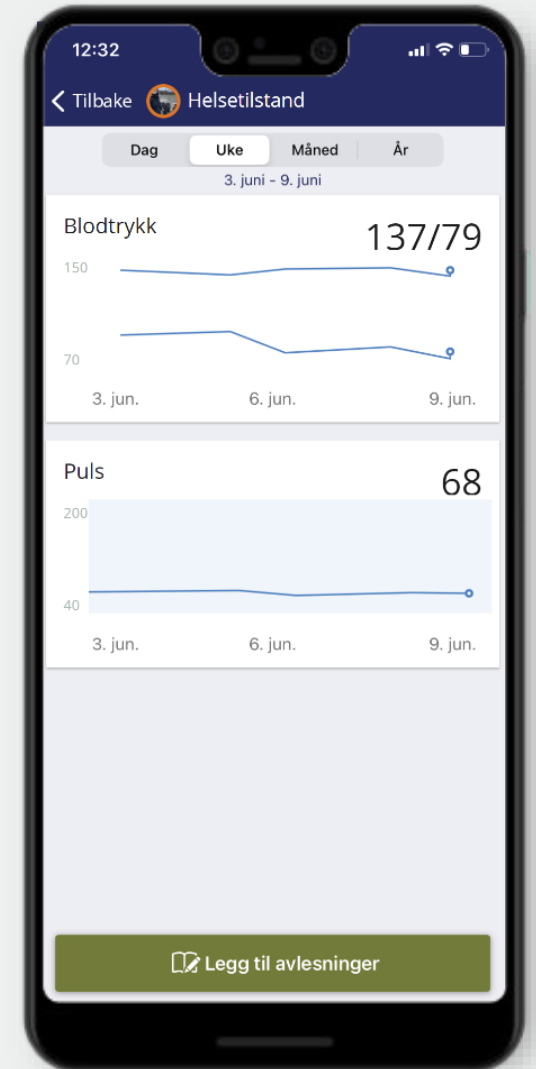 12:32
Tilbake Helsetilstand
Dag Uke Måned År
3. juni - 9. juni
Blodtrykk 137/79
150
70
3. jun. 6. jun. 9. jun.
Puls 68
200
40
3. jun. 6. jun. 9. jun.
Legg til avlesninger